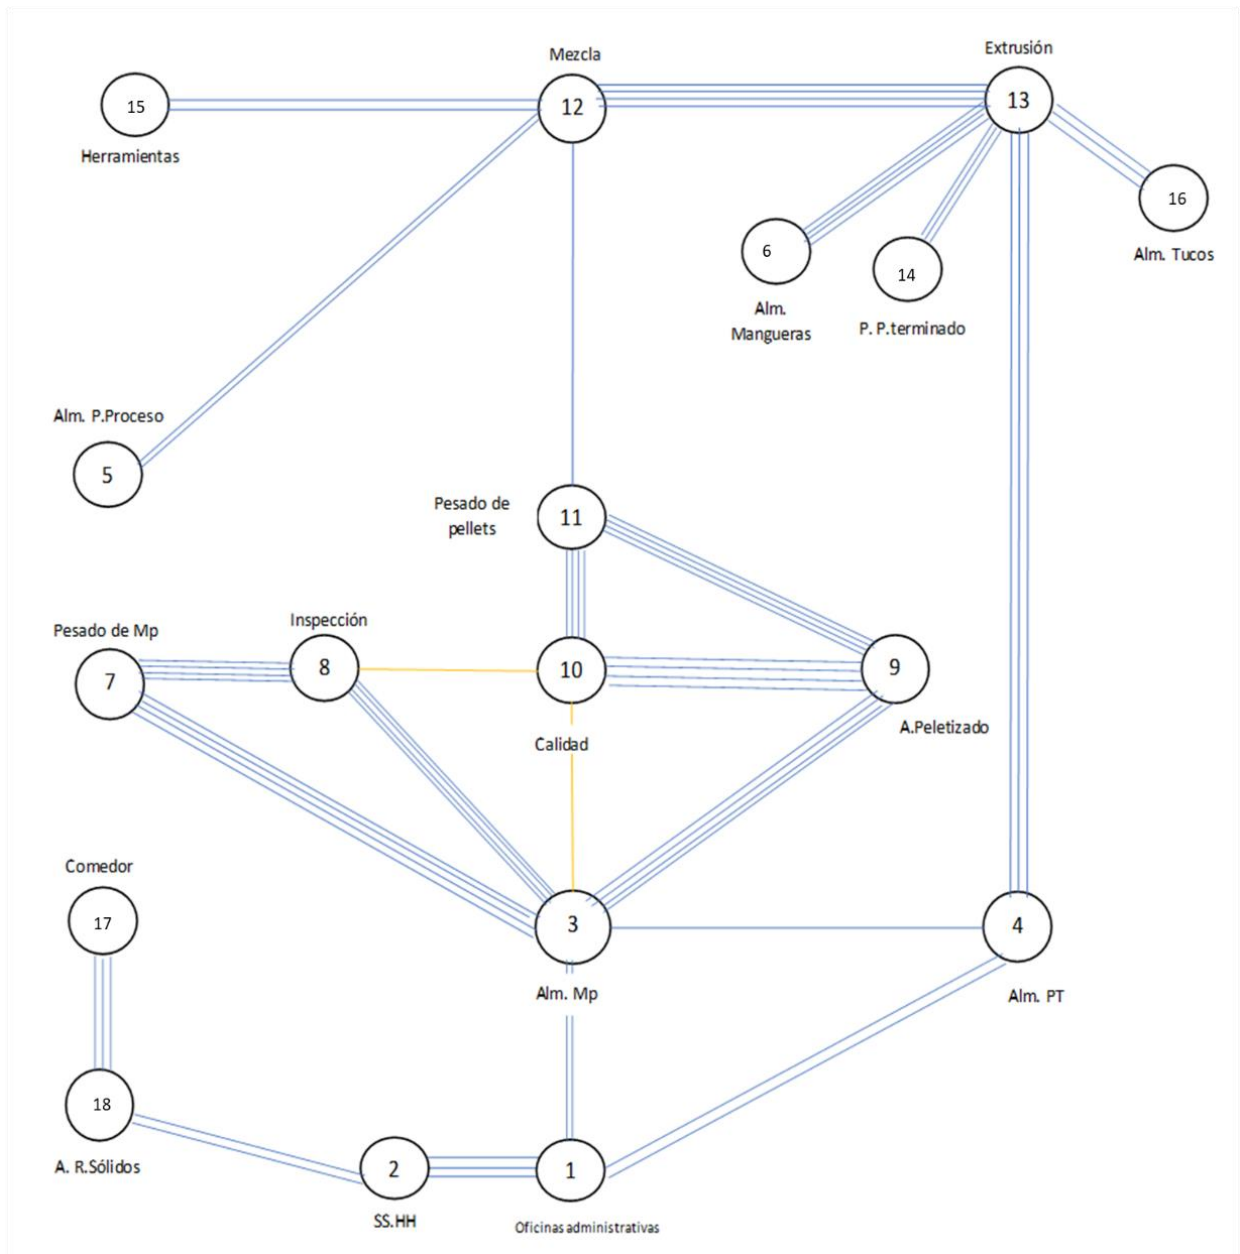 Mezcla
Extrusión
15
12
13
Herramientas
16
6
14
Alm. Tucos
Alm.
Mangueras
P. P.terminado
Alm. P.Proceso
5
Pesado de
pellets
11
Pesado de Mp
Inspección
7
8
10
9
A.Peletizado
Calidad
Comedor
17
3
4
Alm. Mp
Alm. PT
18
A. R.Sólidos
2
1
SS.HH
Oficinas administrativas